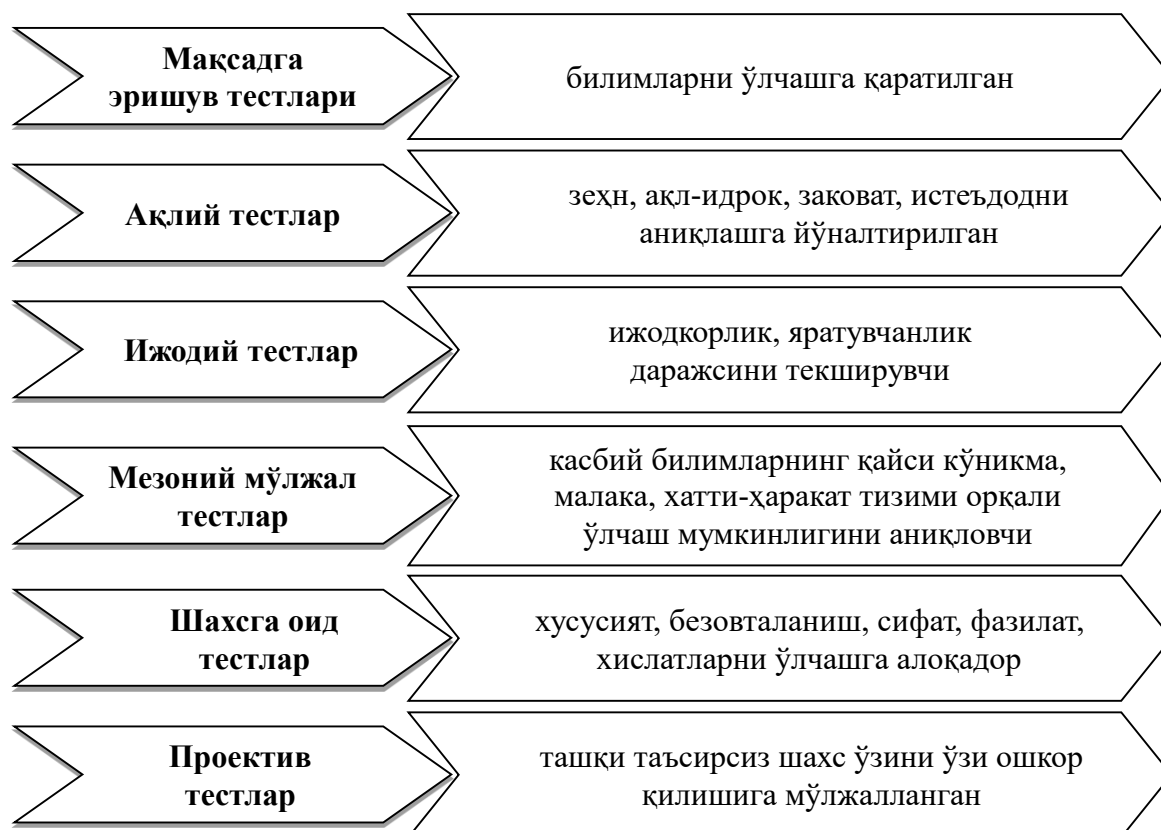 Мақсадга
эришув тестлари
билимларни ўлчашга қаратилган
Ақлий тестлар
зеҳн, ақл-идрок, заковат, истеъдодни
аниқлашга йўналтирилган
Ижодий тестлар
ижодкорлик, яратувчанлик
даражсини текширувчи
Мезоний мўлжал
тестлар
касбий билимларнинг қайси кўникма,
малака, хатти-ҳаракат тизими орқали
ўлчаш мумкинлигини аниқловчи
Шахсга оид
тестлар
хусусият, безовталаниш, сифат, фазилат,
хислатларни ўлчашга алоқадор
Проектив
тестлар
ташқи таъсирсиз шахс ўзини ўзи ошкор
қилишига мўлжалланган